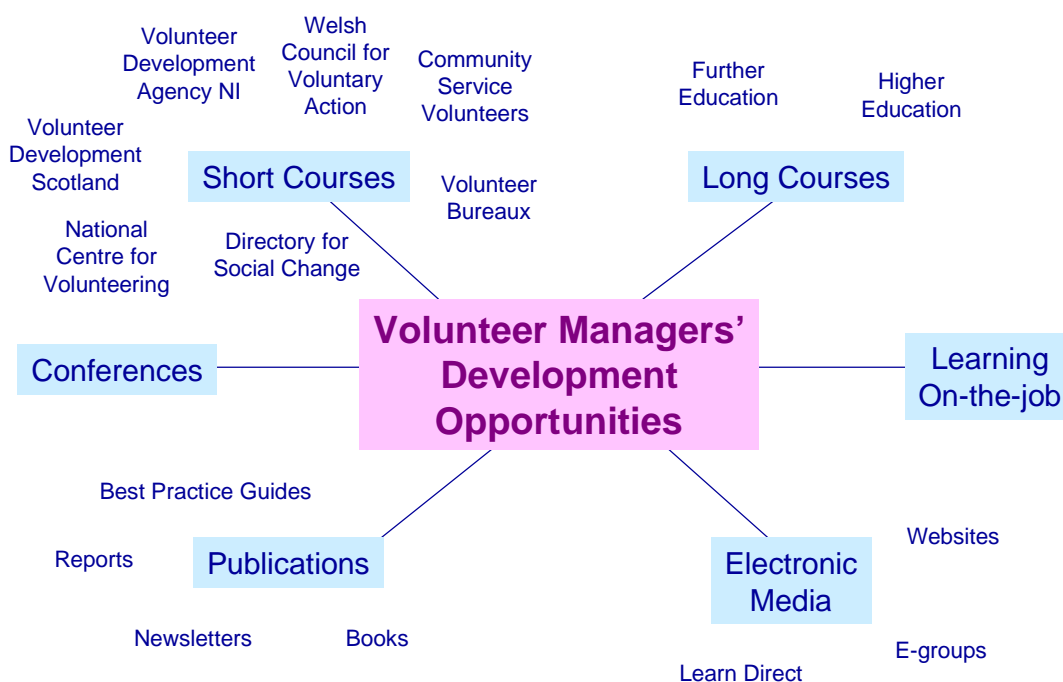 Volunteer
Development
Agency NI
Welsh
Council for
Voluntary
Action
Community
Service
Volunteers
Further
Education
Higher
Education
Volunteer
Development
Scotland
Short Courses
Volunteer
Bureaux
Long Courses
National
Centre for
Volunteering
Directory for
Social Change
Volunteer Managers’
Development
Opportunities
Conferences
Learning
On-the-job
Best Practice Guides
Reports
Publications
Newsletters
Books
Electronic
Media
Websites
E-groups
Learn Direct